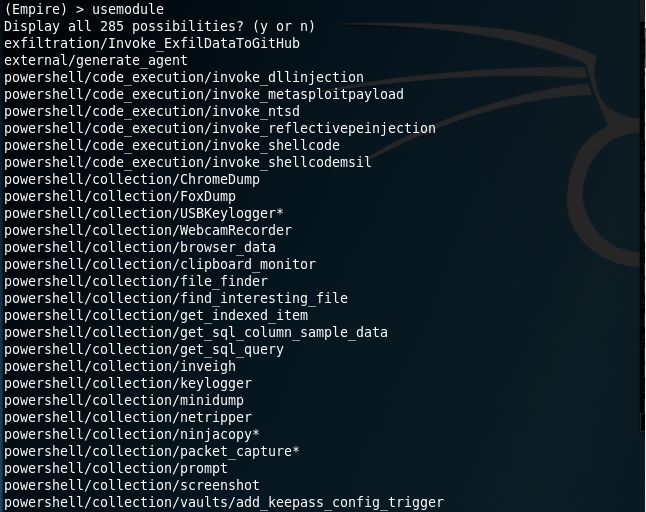 (Empire) > usemodule
Display all 285 possibilities? (y or n)
exfiltration/Invoke_ExfilDataToGitHub
external/generate_agent
powershell/code_execution/invoke_dllinjection
powershell/code_execution/invoke_metasploitpayload
powershell/code_execution/invoke_ntsd
powershell/code_execution/invoke_reflectivepeinjection
powershell/code_execution/invoke_shellcode
powershell/code_execution/invoke_shellcodemsil
powershell/collection/ChromeDump
powershell/collection/FoxDump
powershell/collection/USBKeylogger*
powershell/collection/WebcamRecorder
powershell/collection/browser_data
powershell/collection/clipboard_monitor
powershell/collection/file_finder
powershell/collection/find_interesting_file
powershell/collection/get_indexed_item
powershell/collection/get_sql_column_sample_data
powershell/collection/get_sql_query
powershell/collection/inveigh
powershell/collection/keylogger
powershell/collection/minidump
powershell/collection/netripper
powershell/collection/ninjacopy*
powershell/collection/packet_capture*
powershell/collection/prompt
powershell/collection/screenshot
powershell/collection/vaults/add_keepass_config_trigger